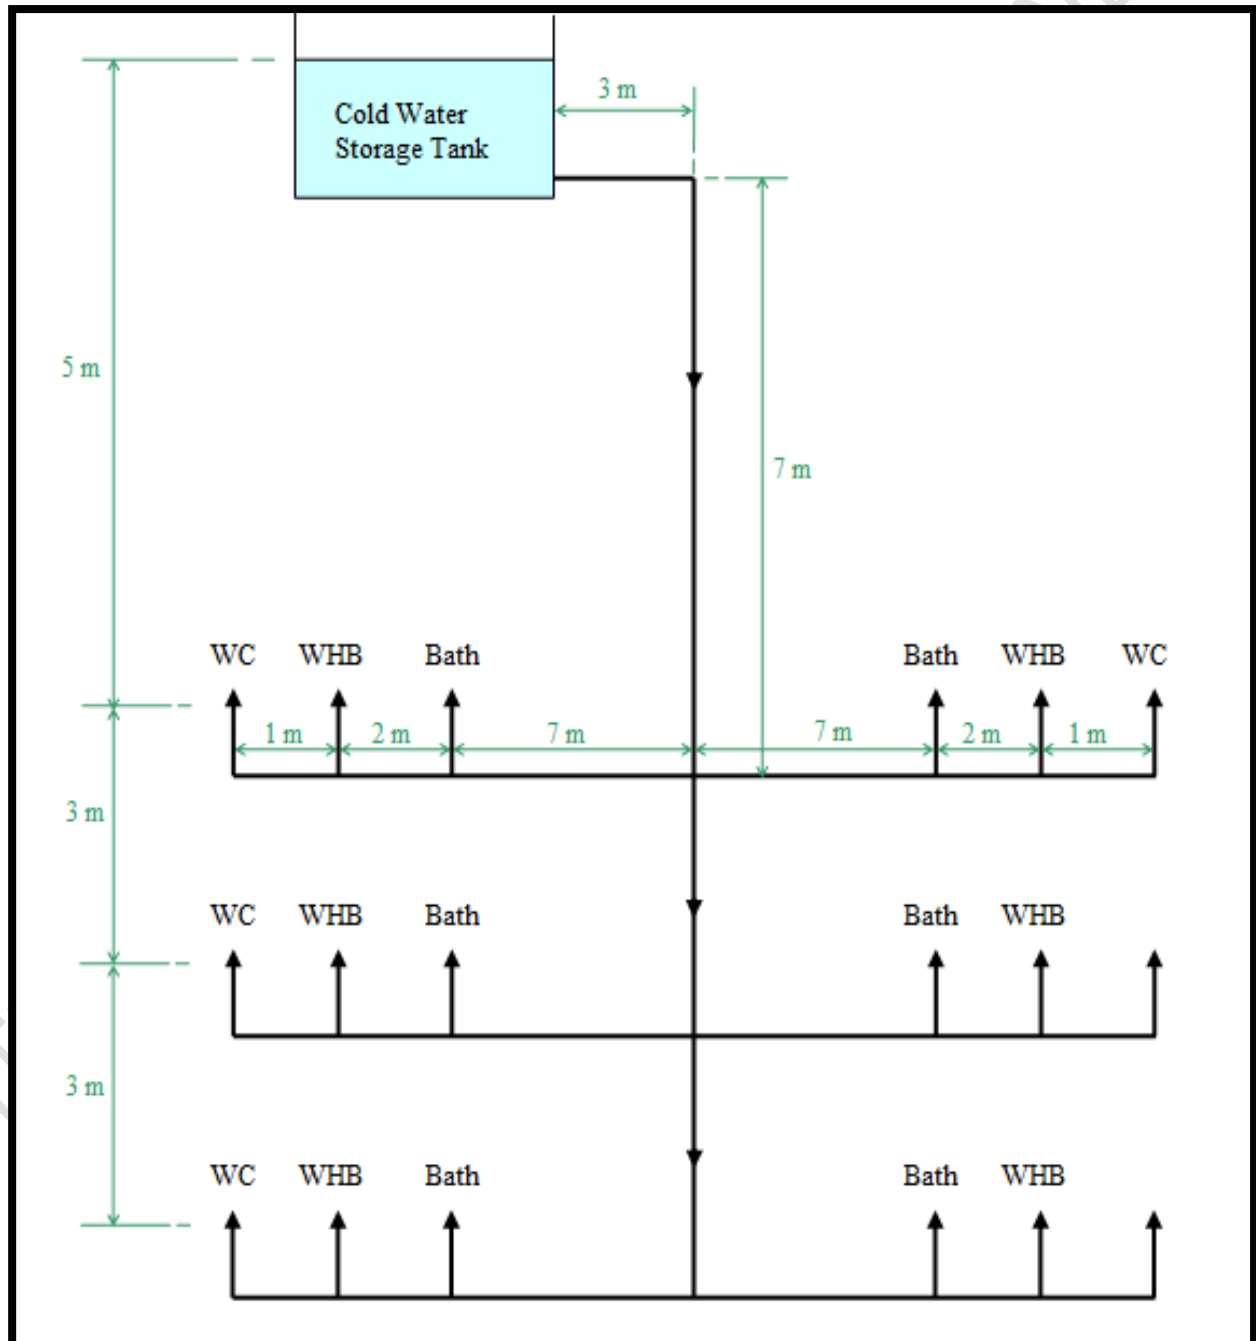 3 m
Cold Water
Storage Tank
5 m
7 m
WC WHB Bath Bath WHB WC
1 m 2 m 7 m 7 m 2 m 1 m
3 m
WC WHB Bath Bath WHB
3 m
WC WHB Bath Bath WHB